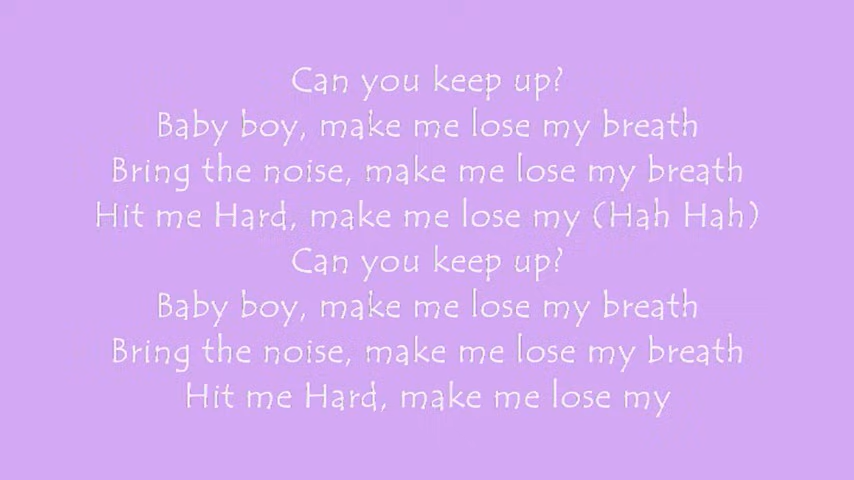 Can you keep up?
Baby boy, make me lose my breath
Bring the noise, make me lose my breath
Hit me Hard, make me lose my (Hah Hah)
Can you keep up?
Baby boy, make me lose my breath
Bring the noise, make me lose my breath
Hit me Hard, make me lose my